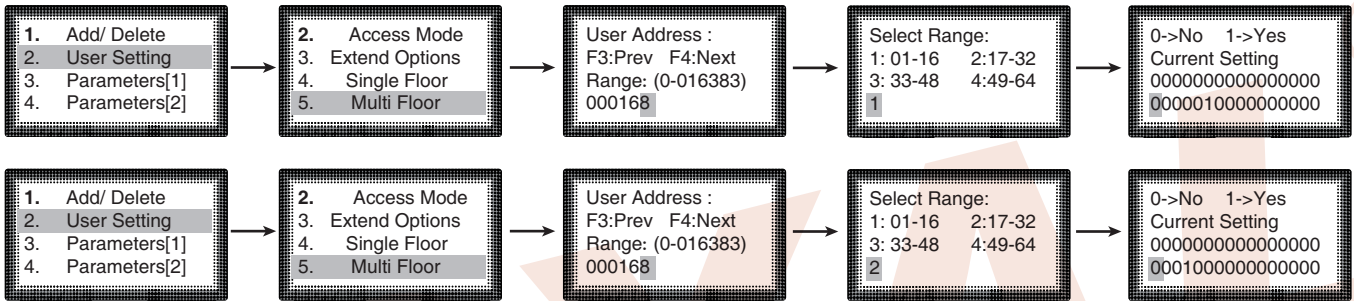 1. Add/ Delete
2. User Setting
3. Parameters[1]
4. Parameters[2]
2. Access Mode
3. Extend Options
4. Single Floor
5. Multi Floor
User Address :
F3:Prev F4:Next
Range: (0-016383)
000168
Select Range:
1: 01-16 2:17-32
3: 33-48 4:49-64
1
0->No 1->Yes
Current Setting
0000000000000000
0000010000000000
1. Add/ Delete
2. User Setting
3. Parameters[1]
4. Parameters[2]
2. Access Mode
3. Extend Options
4. Single Floor
5. Multi Floor
User Address :
F3:Prev F4:Next
Range: (0-016383)
000168
Select Range:
1: 01-16 2:17-32
3: 33-48 4:49-64
2
0->No 1->Yes
Current Setting
0000000000000000
0001000000000000